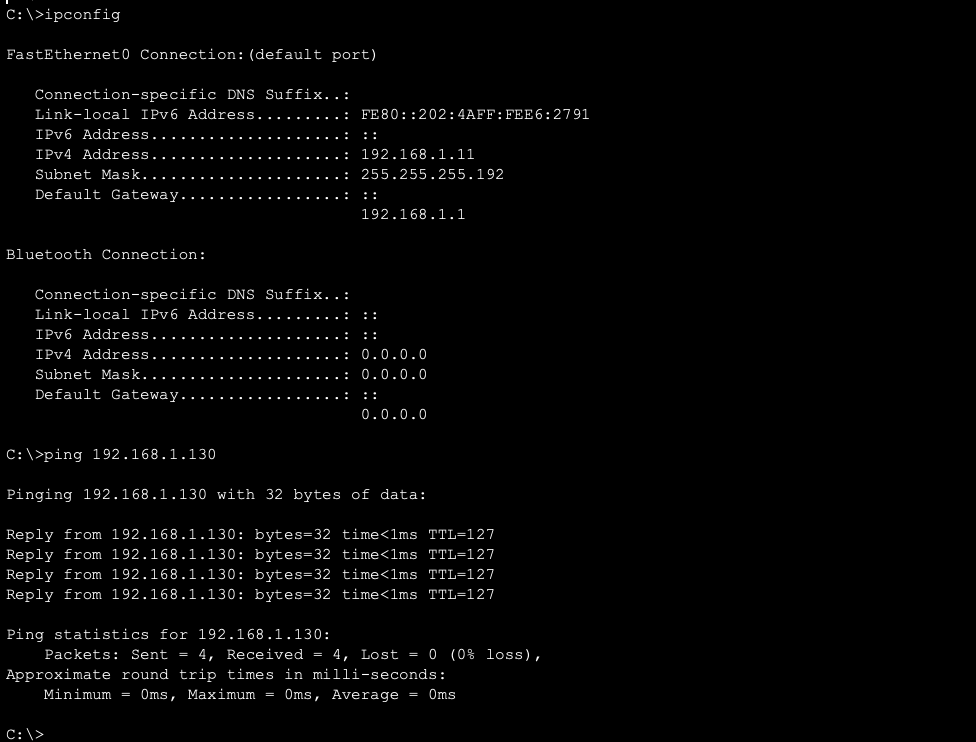 C:\>ipconfig
FastEthernet0 Connection:(default port)
Connection-specific DNS Suffix..:
Link-local IPv6 Address.........: FE80::202:4AFF:FEE6:2791
IPv6 Address....................: ::
IPv4 Address....................: 192.168.1.11
Subnet Mask.....................: 255.255.255.192
Default Gateway.................: ::
192.168.1.1
Bluetooth Connection:
Connection-specific DNS Suffix..:
Link-local IPv6 Address.........: ::
IPv6 Address....................: ::
IPv4 Address....................: 0.0.0.0
Subnet Mask.....................: 0.0.0.0
Default Gateway.................: ::
0.0.0.0
C:\>ping 192.168.1.130
Pinging 192.168.1.130 with 32 bytes of data:
Reply from 192.168.1.130: bytes=32 time<1ms TTL=127
Reply from 192.168.1.130: bytes=32 time<1ms TTL=127
Reply from 192.168.1.130: bytes=32 time<1ms TTL=127
Reply from 192.168.1.130: bytes=32 time<1ms TTL=127
Ping statistics for 192.168.1.130:
Packets: Sent = 4, Received = 4, Lost = 0 (0% loss),
Approximate round trip times in milli-seconds:
Minimum = 0ms, Maximum = 0ms, Average = 0ms
C:\>